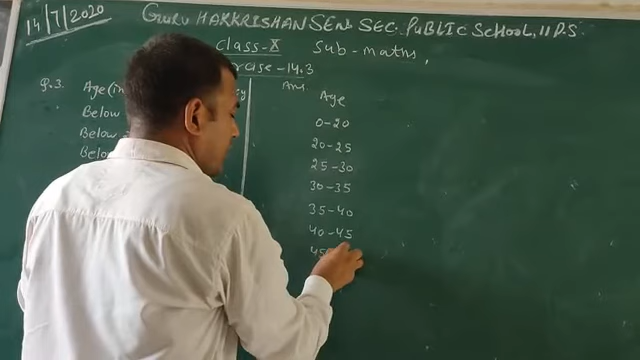 14/7/2020
GURU HARKRISHAN SEN. SEC. PUBLIC SCHOOL, 11 P.S
Class-X Sub-maths,
rcise-14.3
Q.3. Age(in
Below
Below
Belo
Ans.
Age
0-20
20-25
25-30
30-35
35-40
40-45
45